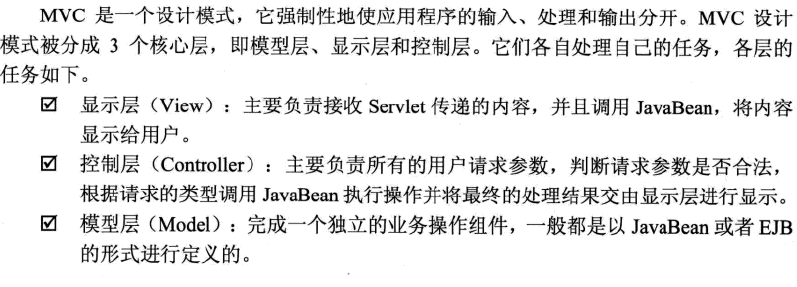 MVC 是一个设计模式，它强制性地使应用程序的输入、处理和输出分开。MVC 设计
模式被分成 3 个核心层，即模型层、显示层和控制层。它们各自处理自己的任务，各层的
任务如下。
☑ 显示层（View）：主要负责接收 Servlet 传递的内容，并且调用 JavaBean，将内容
显示给用户。
☑ 控制层（Controller）：主要负责所有的用户请求参数，判断请求参数是否合法，
根据请求的类型调用 JavaBean 执行操作并将最终的处理结果交由显示层进行显示。
☑ 模型层（Model）：完成一个独立的业务操作组件，一般都是以 JavaBean 或者 EJB
的形式进行定义的。